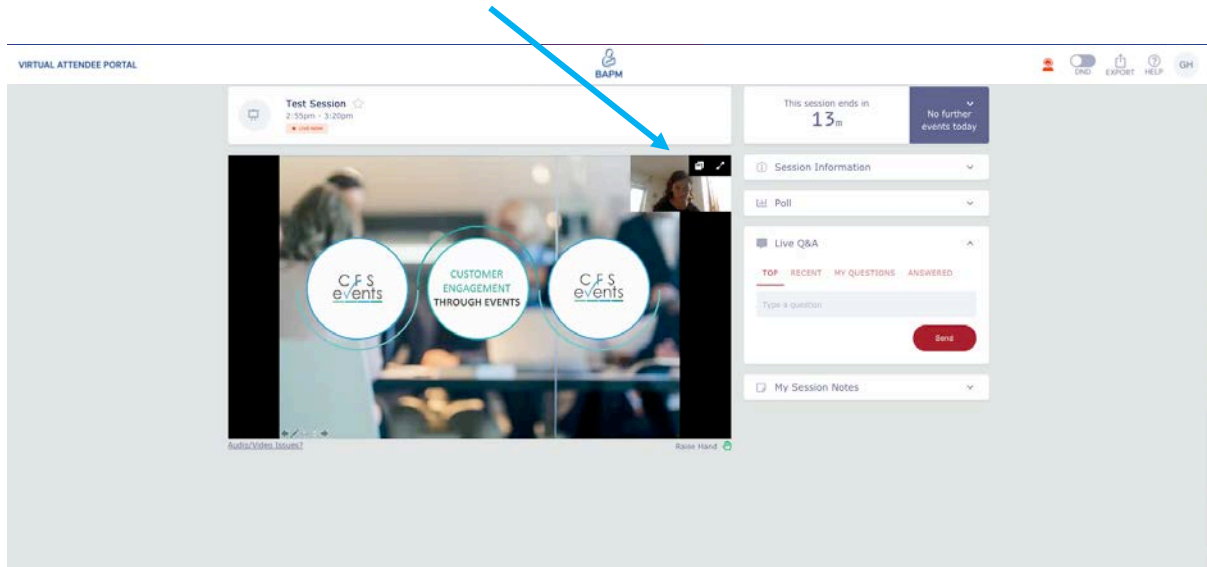 VIRTUAL ATTENDEE PORTAL
BAPM
DND
EXPORT
HELP
GH
Test Session
2:55pm - 3:20pm
LIVE NOW
This session ends in
13m
No further
events today
Session Information
Poll
Live Q&A
TOP RECENT MY QUESTIONS ANSWERED
Type a question
Send
My Session Notes
CFS
events
CUSTOMER
ENGAGEMENT
THROUGH EVENTS
CFS
events
Audio/Video Issues?
Raise Hand